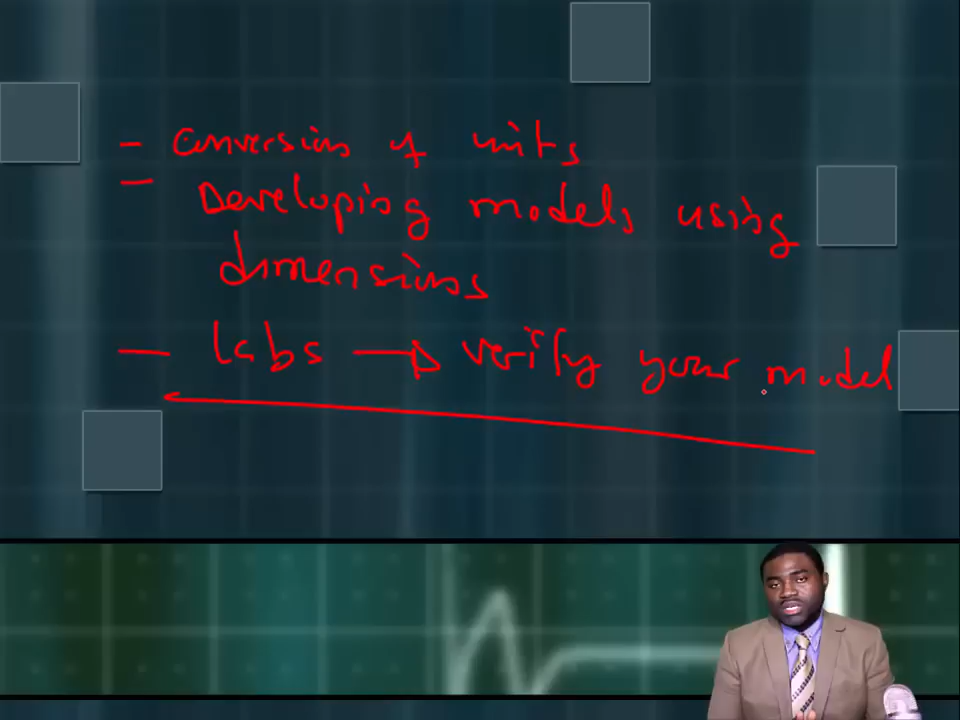 - Conversion of units
- Developing models using
dimensions
- Labs → verify your model